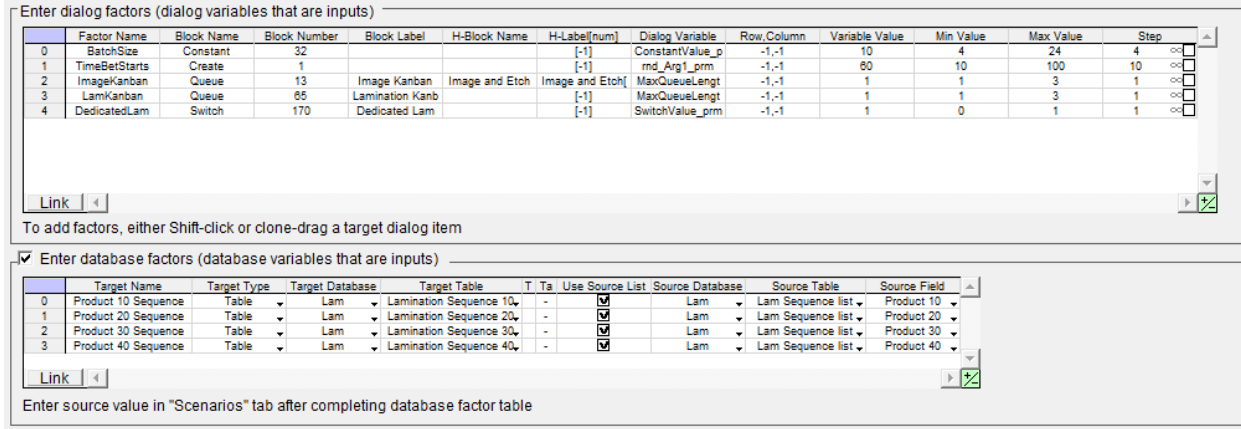 Enter dialog factors (dialog variables that are inputs)
Factor Name Block Name Block Number Block Label H-Block Name H-Label[num] Dialog Variable Row,Column Variable Value Min Value Max Value Step
0 BatchSize Constant 32 [-1] ConstantValue_p -1,-1 10 4 24 4
1 TimeBetStarts Create 1 [-1] rnd_Arg1_prm -1,-1 60 10 100 10
2 ImageKanban Queue 13 Image Kanban Image and Etch Image and Etch[ MaxQueueLengt -1,-1 1 1 3 1
3 LamKanban Queue 65 Lamination Kanb [-1] MaxQueueLengt -1,-1 1 1 3 1
4 DedicatedLam Switch 170 Dedicated Lam [-1] SwitchValue_prm -1,-1 1 0 1 1
Link
To add factors, either Shift-click or clone-drag a target dialog item
Enter database factors (database variables that are inputs)
Target Name Target Type Target Database Target Table T Ta Use Source List Source Database Source Table Source Field
0 Product 10 Sequence Table Lam Lamination Sequence 10 - Lam Lam Sequence list Product 10
1 Product 20 Sequence Table Lam Lamination Sequence 20 - Lam Lam Sequence list Product 20
2 Product 30 Sequence Table Lam Lamination Sequence 30 - Lam Lam Sequence list Product 30
3 Product 40 Sequence Table Lam Lamination Sequence 40 - Lam Lam Sequence list Product 40
Link
Enter source value in "Scenarios" tab after completing database factor table